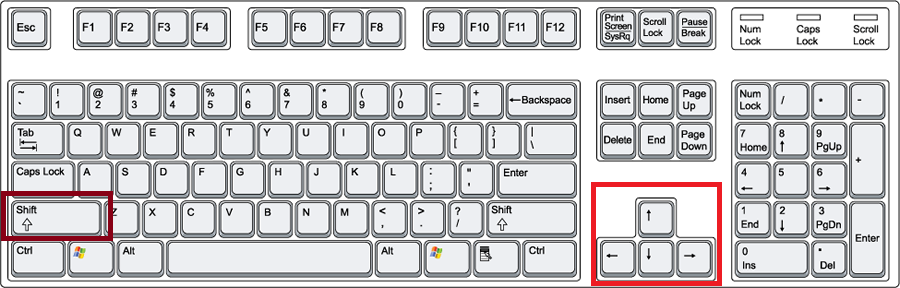 Esc F1 F2 F3 F4 F5 F6 F7 F8 F9 F10 F11 F12 Print Screen SysRq Scroll Lock Pause Break Num Lock Caps Lock Scroll Lock
~ ` ! 1 @ 2 # 3 $ 4 % 5 ^ 6 & 7 * 8 ( 9 ) 0 _ - + = ←Backspace Insert Home Page Up Num Lock / * -
Tab Q W E R T Y U I O P { [ } ] | \ Delete End Page Down 7 Home 8 ↑ 9 PgUp +
Caps Lock A S D F G H J K L : ; " ' Enter 4 ← 5 6 →
Shift ⇧ Z X C V B N M < , > . ? / Shift ⇧ ↑ 1 End 2 ↓ 3 PgDn Enter
Ctrl Alt Alt Ctrl ← ↓ → 0 Ins . Del